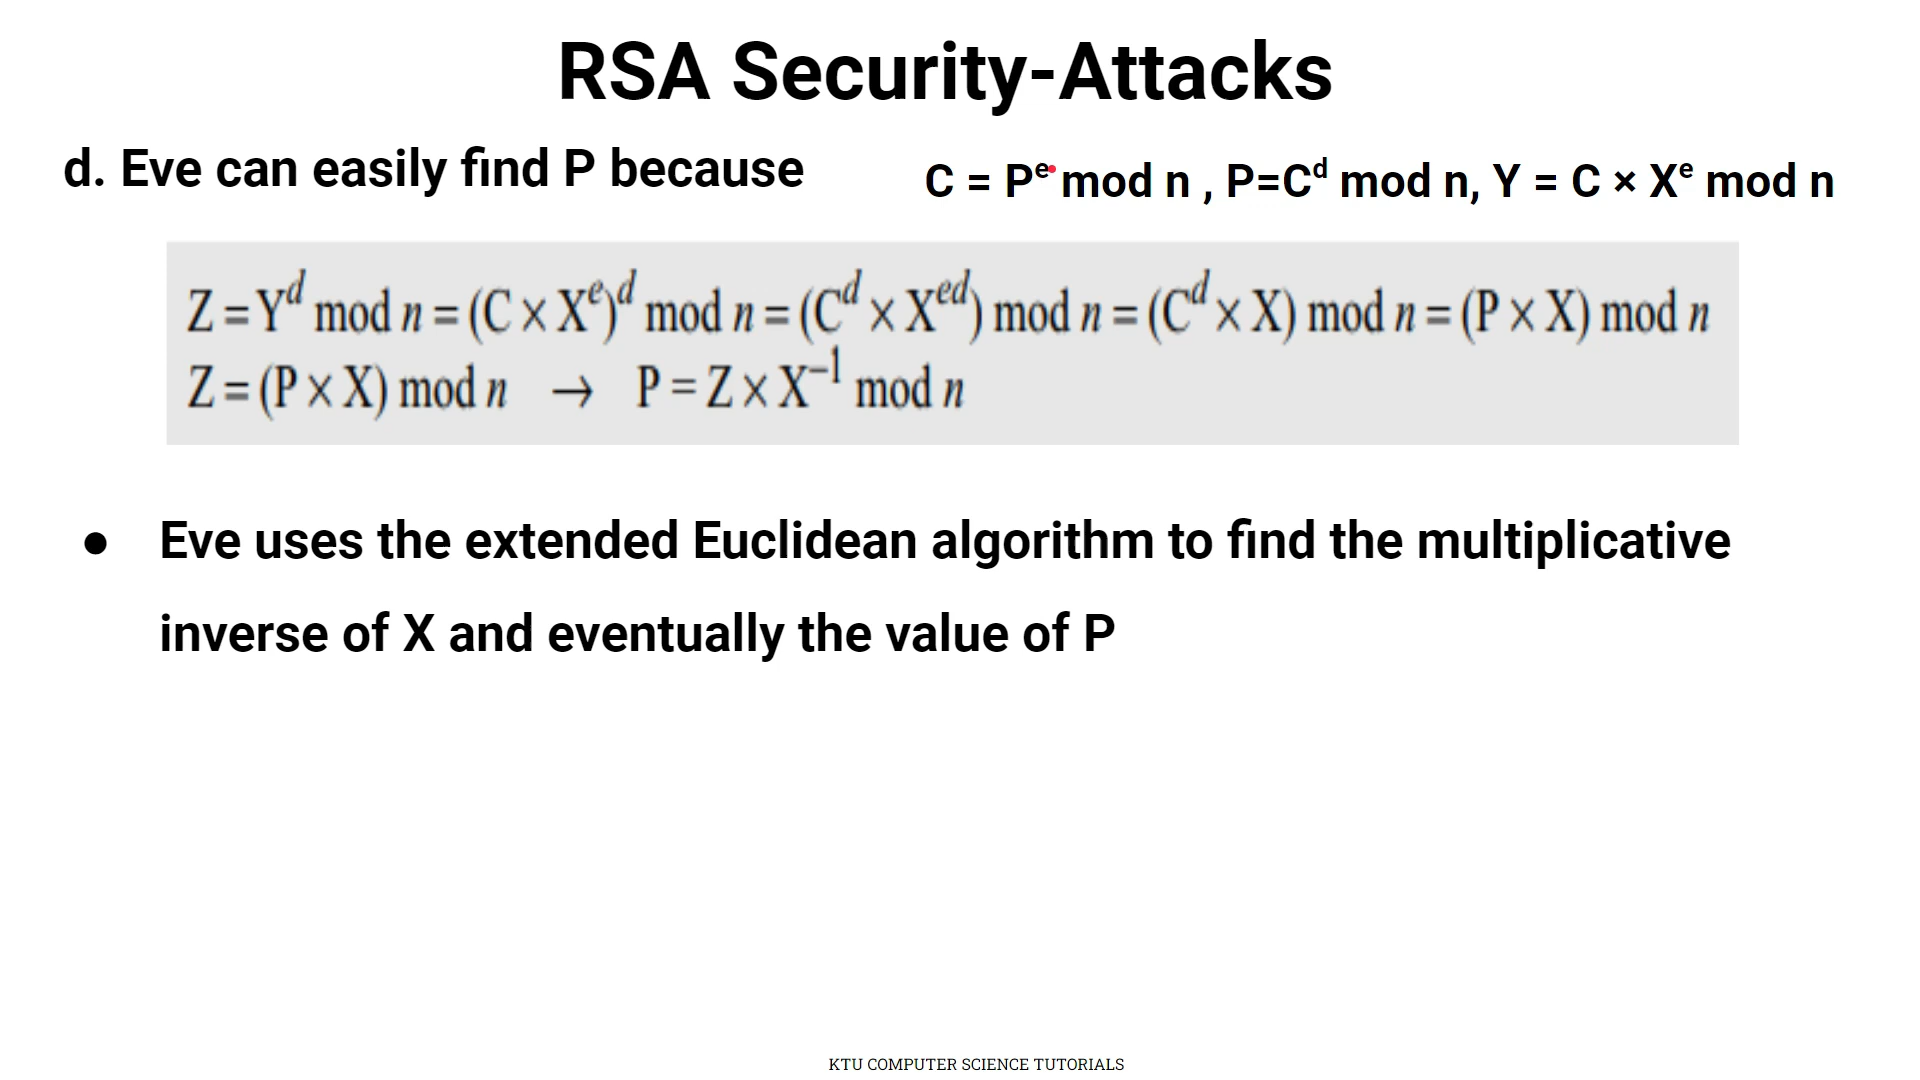 RSA Security-Attacks
d. Eve can easily find P because
C = Pᵉ mod n , P=Cᵈ mod n, Y = C × Xᵉ mod n
Z = Yᵈ mod n = (C × Xᵉ)ᵈ mod n = (Cᵈ × Xᵉᵈ) mod n = (Cᵈ × X) mod n = (P × X) mod n
Z = (P × X) mod n → P = Z × X⁻¹ mod n
● Eve uses the extended Euclidean algorithm to find the multiplicative
inverse of X and eventually the value of P
KTU COMPUTER SCIENCE TUTORIALS